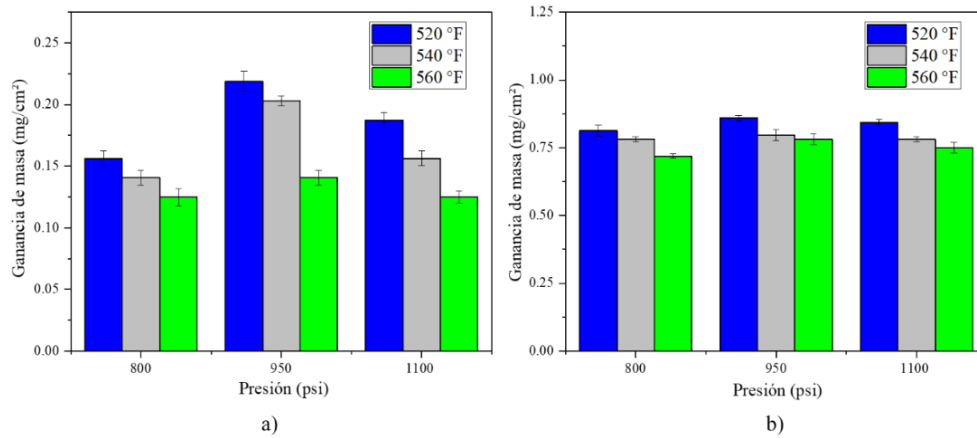 520 °F
540 °F
560 °F
0.25
0.20
0.15
0.10
0.05
0.00
Ganancia de masa (mg/cm²)
800
950
1100
Presión (psi)
a)
520 °F
540 °F
560 °F
1.25
1.00
0.75
0.50
0.25
0.00
Ganancia de masa (mg/cm²)
800
950
1100
Presión (psi)
b)